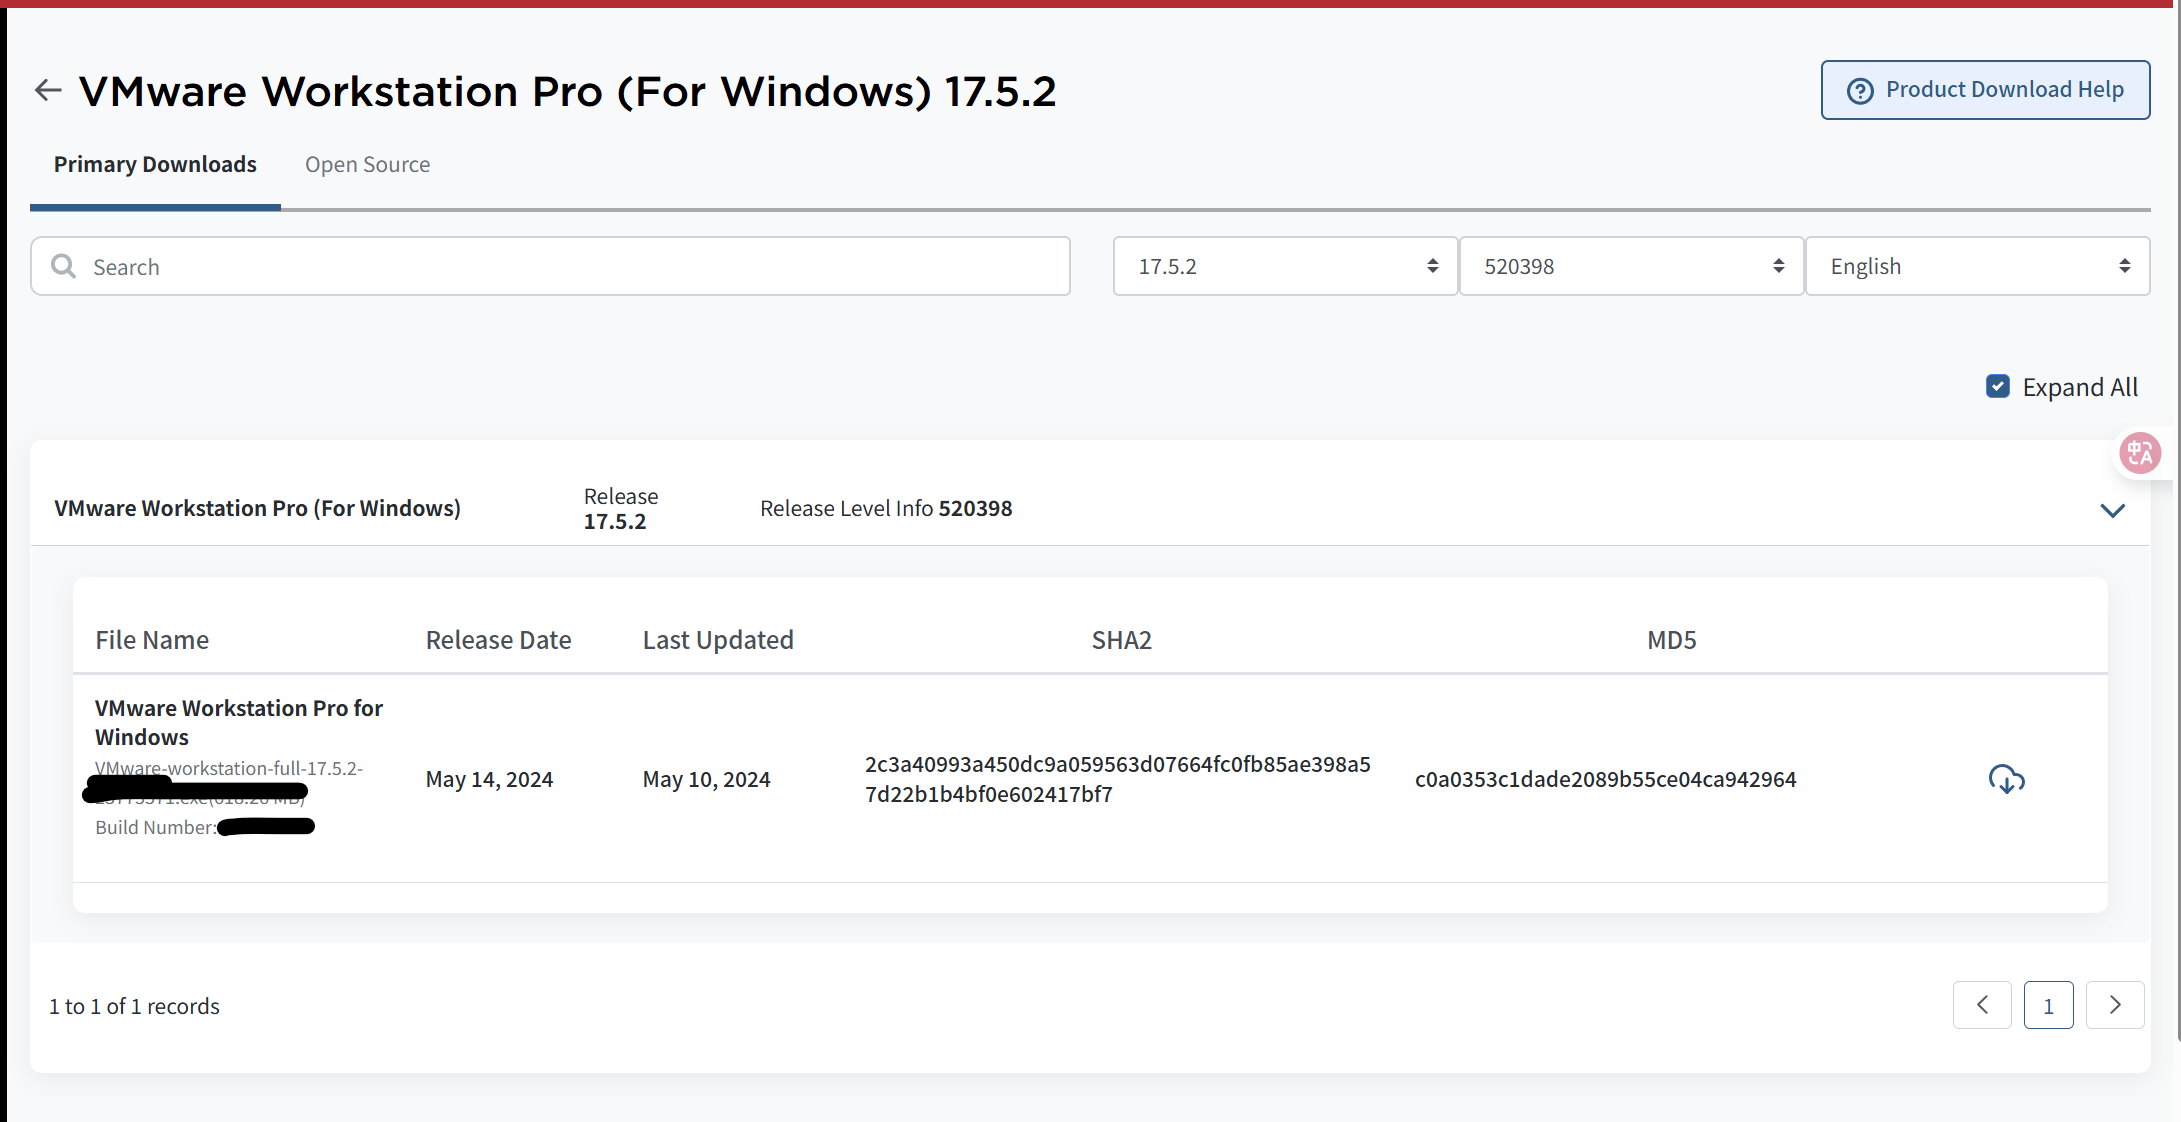 VMware Workstation Pro (For Windows) 17.5.2
Product Download Help
Primary Downloads
Open Source
Search
17.5.2
520398
English
Expand All
中A
VMware Workstation Pro (For Windows)
Release
17.5.2
Release Level Info 520398
File Name
Release Date
Last Updated
SHA2
MD5
VMware Workstation Pro for
Windows
VMware-workstation-full-17.5.2-
Build Number:
May 14, 2024
May 10, 2024
2c3a40993a450dc9a059563d07664fc0fb85ae398a5
7d22b1b4bf0e602417bf7
c0a0353c1dade2089b55ce04ca942964
1 to 1 of 1 records
1